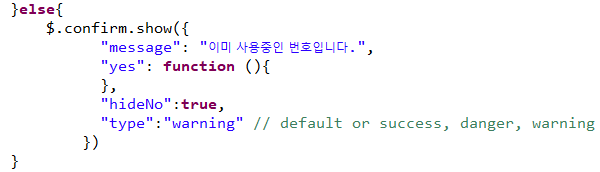 }else{
$.confirm.show({
"message": "이미 사용중인 번호입니다.",
"yes": function (){
},
"hideNo":true,
"type":"warning" // default or success, danger, warning
})
}